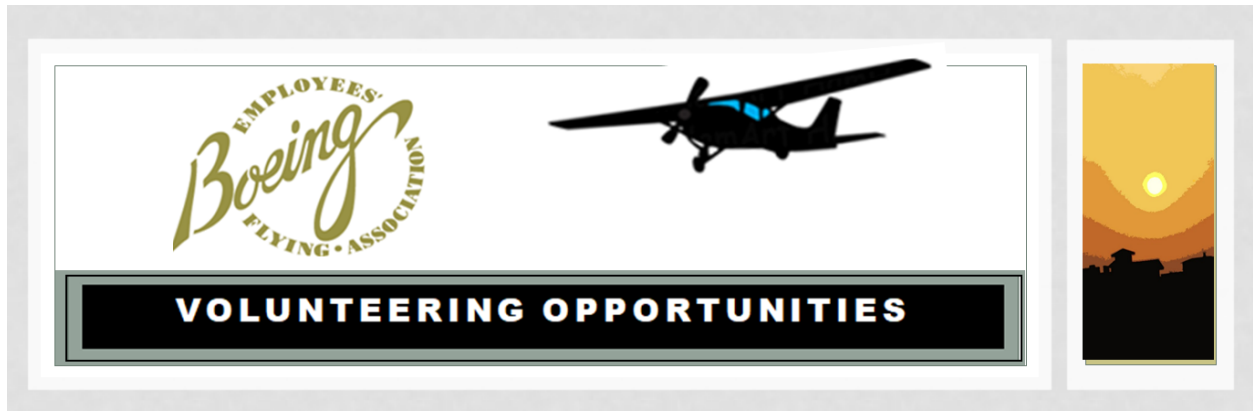 EMPLOYEES'
Boeing
FLYING • ASSOCIATION
VOLUNTEERING OPPORTUNITIES